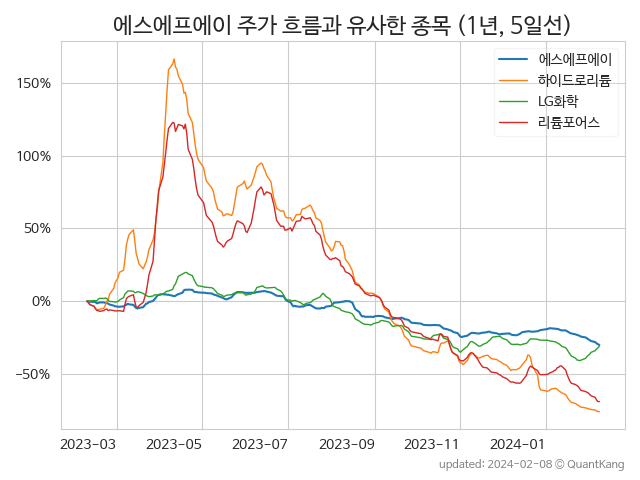 에스에프에이 주가 흐름과 유사한 종목 (1년, 5일선)
에스에프에이
하이드로리튬
LG화학
리튬포어스
150%
100%
50%
0%
−50%
2023-03 2023-05 2023-07 2023-09 2023-11 2024-01
updated: 2024-02-08 © QuantKang